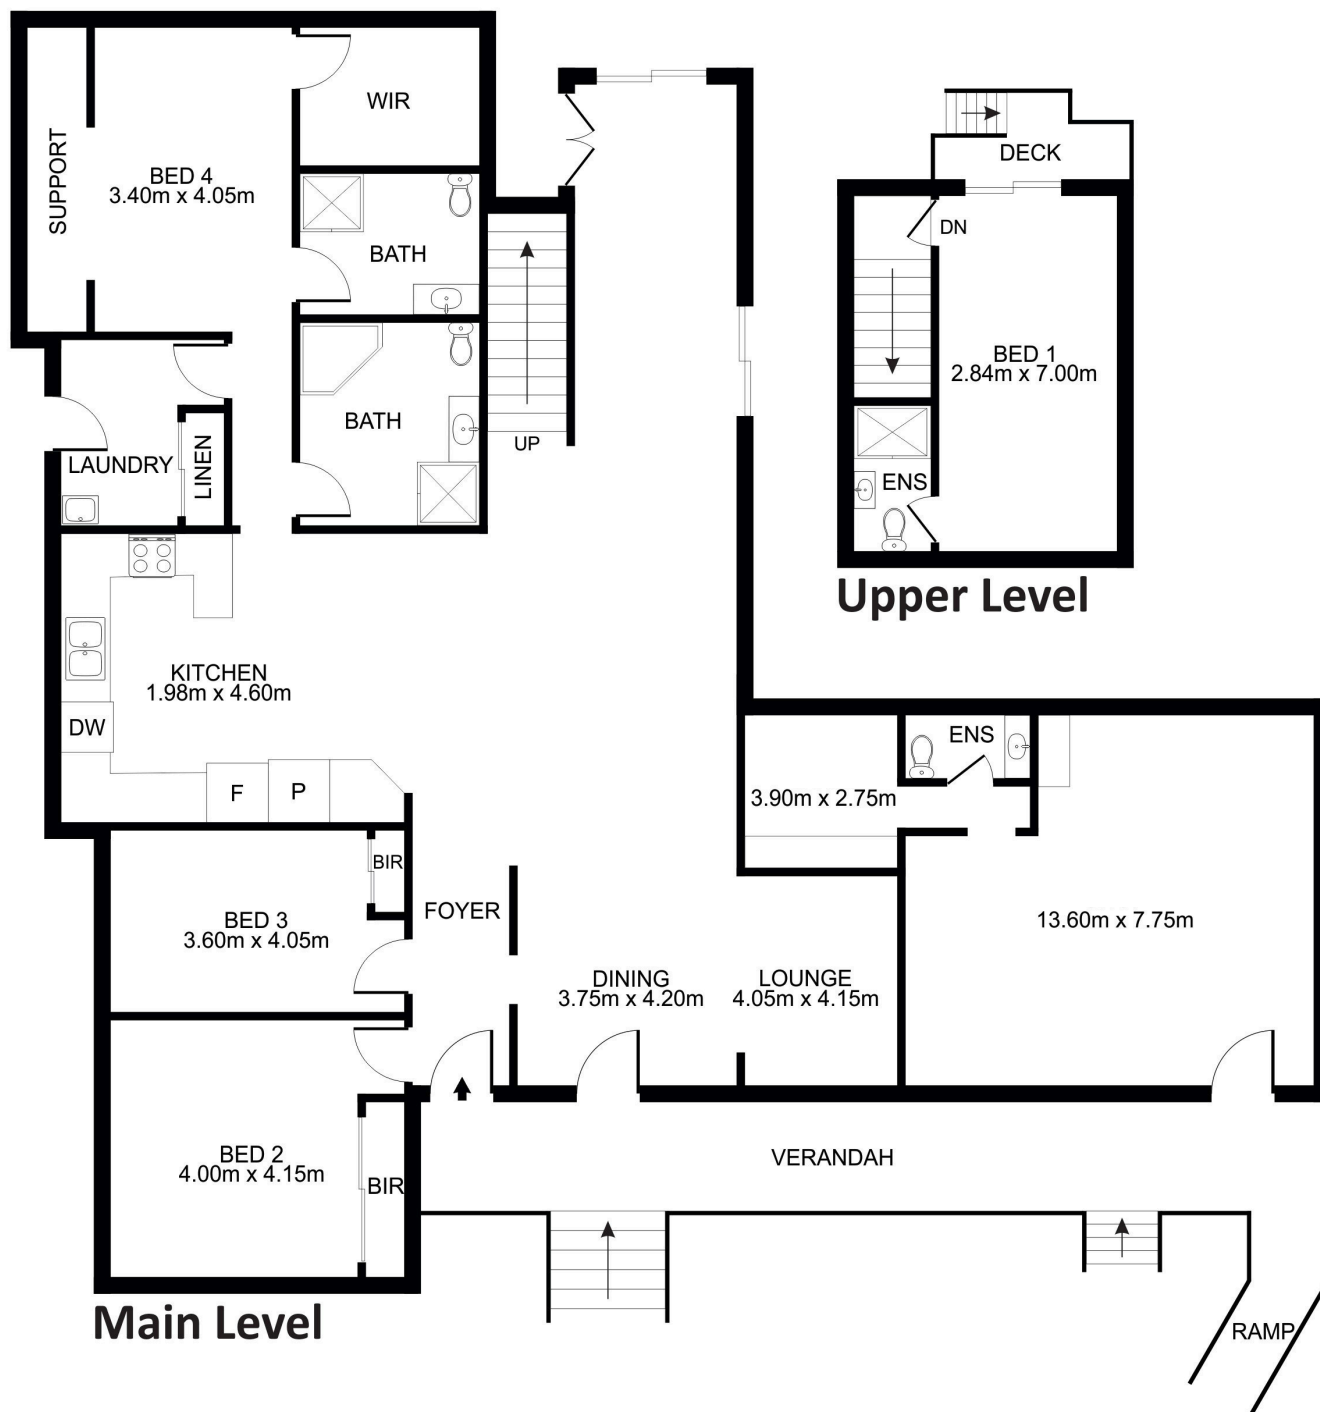 SUPPORT
BED 4
3.40m x 4.05m
WIR
BATH
BATH
UP
LAUNDRY
LINEN
KITCHEN
1.98m x 4.60m
DW
F
P
BIR
BED 3
3.60m x 4.05m
FOYER
DINING
3.75m x 4.20m
LOUNGE
4.05m x 4.15m
3.90m x 2.75m
ENS
13.60m x 7.75m
BED 2
4.00m x 4.15m
BIR
VERANDAH
RAMP
Main Level
DECK
DN
BED 1
2.84m x 7.00m
ENS
Upper Level